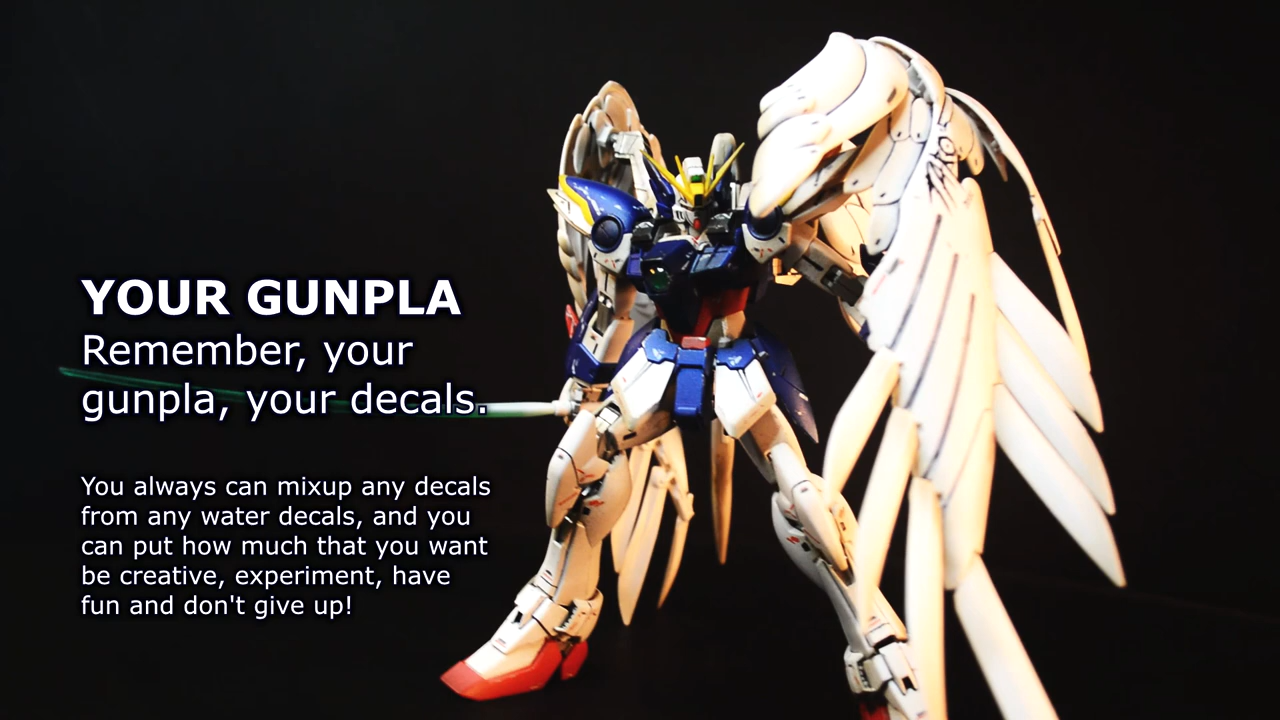 YOUR GUNPLA
Remember, your
gunpla, your decals.
You always can mixup any decals
from any water decals, and you
can put how much that you want
be creative, experiment, have
fun and don't give up!